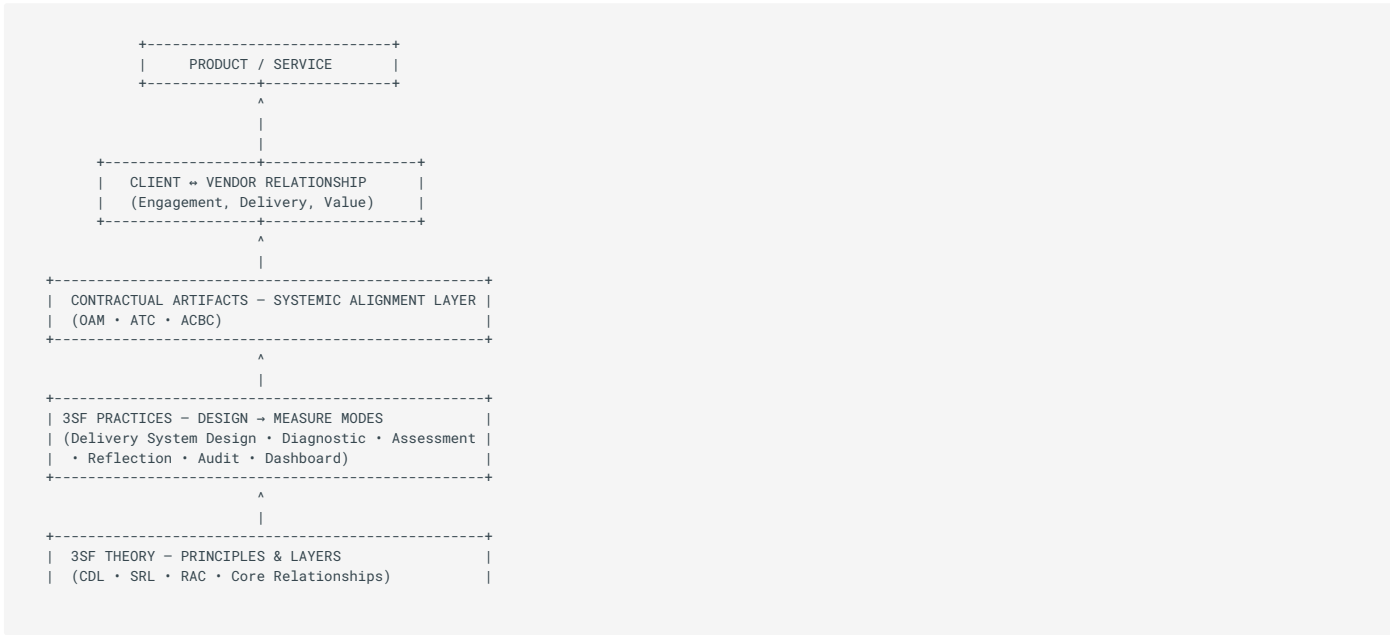 +-----------------------------+
|     PRODUCT / SERVICE       |
+-------------+---------------+
^
|
|
+------------------+------------------+
|   CLIENT ↔ VENDOR RELATIONSHIP      |
|   (Engagement, Delivery, Value)     |
+------------------+------------------+
^
|
+---------------------------------------------------+
|  CONTRACTUAL ARTIFACTS — SYSTEMIC ALIGNMENT LAYER |
|  (OAM • ATC • ACBC)                               |
+---------------------------------------------------+
^
|
+---------------------------------------------------+
| 3SF PRACTICES — DESIGN → MEASURE MODES            |
| (Delivery System Design • Diagnostic • Assessment |
|  • Reflection • Audit • Dashboard)                |
+---------------------------------------------------+
^
|
+---------------------------------------------------+
|  3SF THEORY — PRINCIPLES & LAYERS                 |
|  (CDL • SRL • RAC • Core Relationships)           |